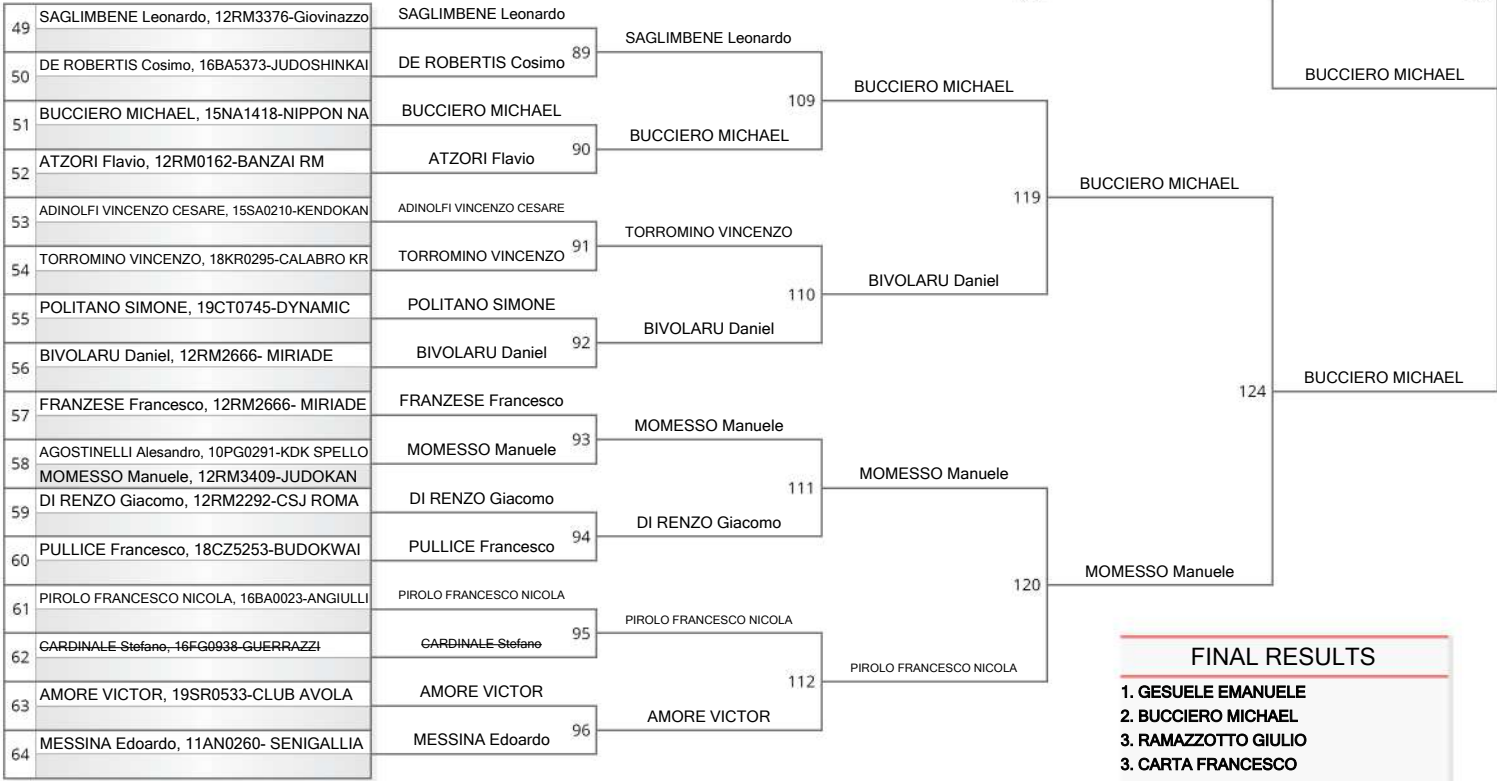 49 SAGLIMBENE Leonardo, 12RM3376-Giovinazzo
50 DE ROBERTIS Cosimo, 16BA5373-JUDOSHINKAI
51 BUCCIERO MICHAEL, 15NA1418-NIPPON NA
52 ATZORI Flavio, 12RM0162-BANZAI RM
53 ADINOLFI VINCENZO CESARE, 15SA0210-KENDOKAN
54 TORROMINO VINCENZO, 18KR0295-CALABRO KR
55 POLITANO SIMONE, 19CT0745-DYNAMIC
56 BIVOLARU Daniel, 12RM2666- MIRIADE
57 FRANZESE Francesco, 12RM2666- MIRIADE
58 AGOSTINELLI Alesandro, 10PG0291-KDK SPELLO
MOMESSO Manuele, 12RM3409-JUDOKAN
59 DI RENZO Giacomo, 12RM2292-CSJ ROMA
60 PULLICE Francesco, 18CZ5253-BUDOKWAI
61 PIROLO FRANCESCO NICOLA, 16BA0023-ANGIULLI
62 CARDINALE Stefano, 16FG0938-GUERRAZZI
63 AMORE VICTOR, 19SR0533-CLUB AVOLA
64 MESSINA Edoardo, 11AN0260- SENIGALLIA
SAGLIMBENE Leonardo
89
DE ROBERTIS Cosimo
BUCCIERO MICHAEL
90
ATZORI Flavio
ADINOLFI VINCENZO CESARE
91
TORROMINO VINCENZO
POLITANO SIMONE
92
BIVOLARU Daniel
FRANZESE Francesco
93
MOMESSO Manuele
DI RENZO Giacomo
94
PULLICE Francesco
PIROLO FRANCESCO NICOLA
95
CARDINALE Stefano
AMORE VICTOR
96
MESSINA Edoardo
SAGLIMBENE Leonardo
109
BUCCIERO MICHAEL
TORROMINO VINCENZO
110
BIVOLARU Daniel
MOMESSO Manuele
111
DI RENZO Giacomo
PIROLO FRANCESCO NICOLA
112
AMORE VICTOR
BUCCIERO MICHAEL
119
BIVOLARU Daniel
MOMESSO Manuele
120
PIROLO FRANCESCO NICOLA
BUCCIERO MICHAEL
124
MOMESSO Manuele
BUCCIERO MICHAEL
BUCCIERO MICHAEL
FINAL RESULTS
1. GESUELE EMANUELE
2. BUCCIERO MICHAEL
3. RAMAZZOTTO GIULIO
3. CARTA FRANCESCO